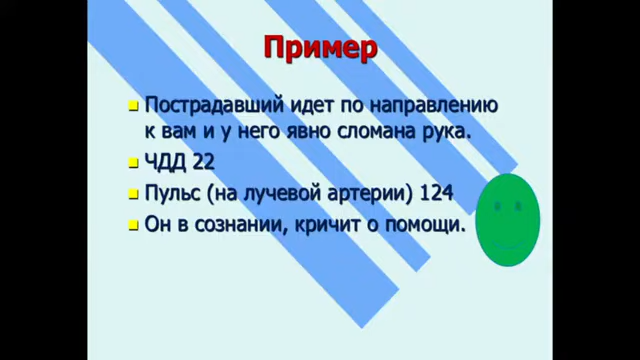 Пример
Пострадавший идет по направлению
к вам и у него явно сломана рука.
ЧДД 22
Пульс (на лучевой артерии) 124
Он в сознании, кричит о помощи.